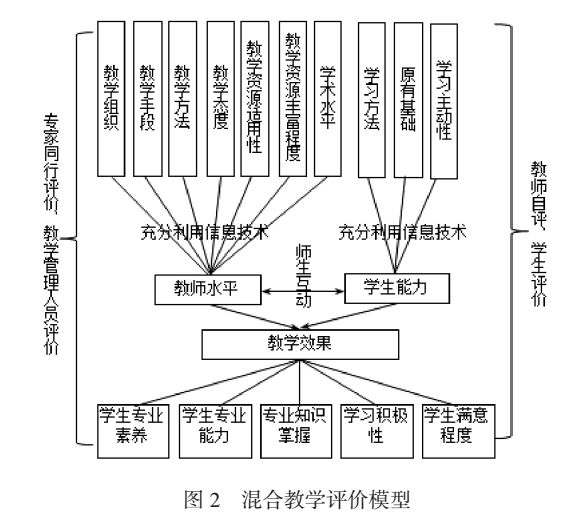 专家同行评价、教学管理人员评价
教学组织
教学手段
教学方法
教学态度
教学资源适用性
教学资源丰富程度
学术水平
学习方法
原有基础
学习主动性
教师自评、学生评价
充分利用信息技术
充分利用信息技术
师生互动
教师水平
学生能力
教学效果
学生专业
素养
学生专业
能力
专业知识
掌握
学习积极
性
学生满意
程度
图 2 混合教学评价模型